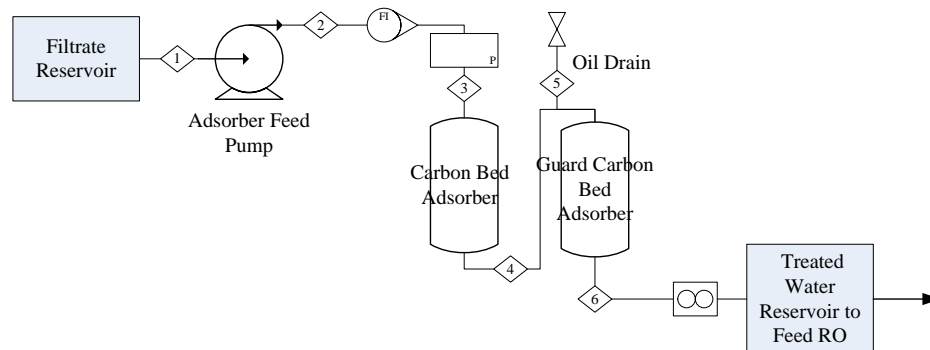 Filtrate
Reservoir
1
Adsorber Feed
Pump
2
FI
P
3
Carbon Bed
Adsorber
4
Oil Drain
5
Guard Carbon
Bed
Adsorber
6
Treated
Water
Reservoir to
Feed RO